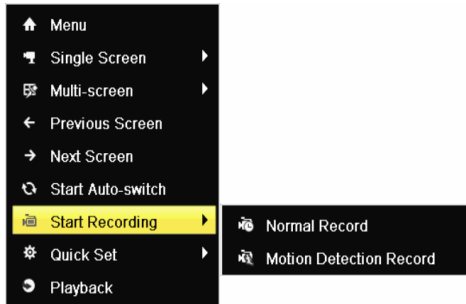 Menu
Single Screen
Multi-screen
Previous Screen
Next Screen
Start Auto-switch
Start Recording
Normal Record
Quick Set
Motion Detection Record
Playback